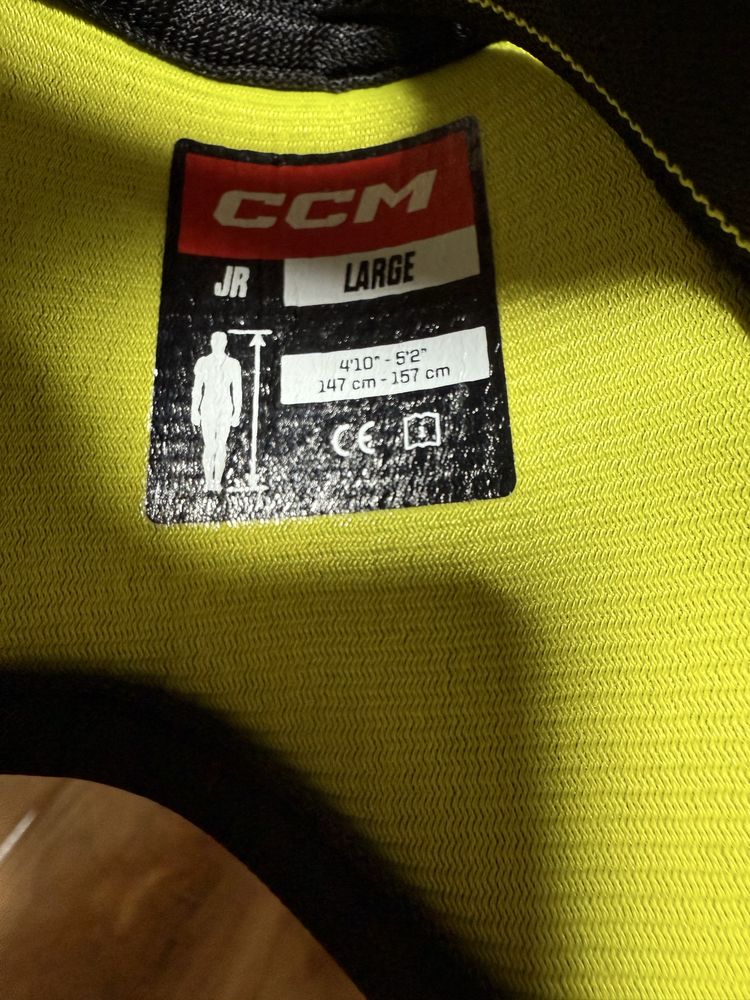 CCM
JR LARGE
4'10" - 5'2"
147 cm - 157 cm
CE